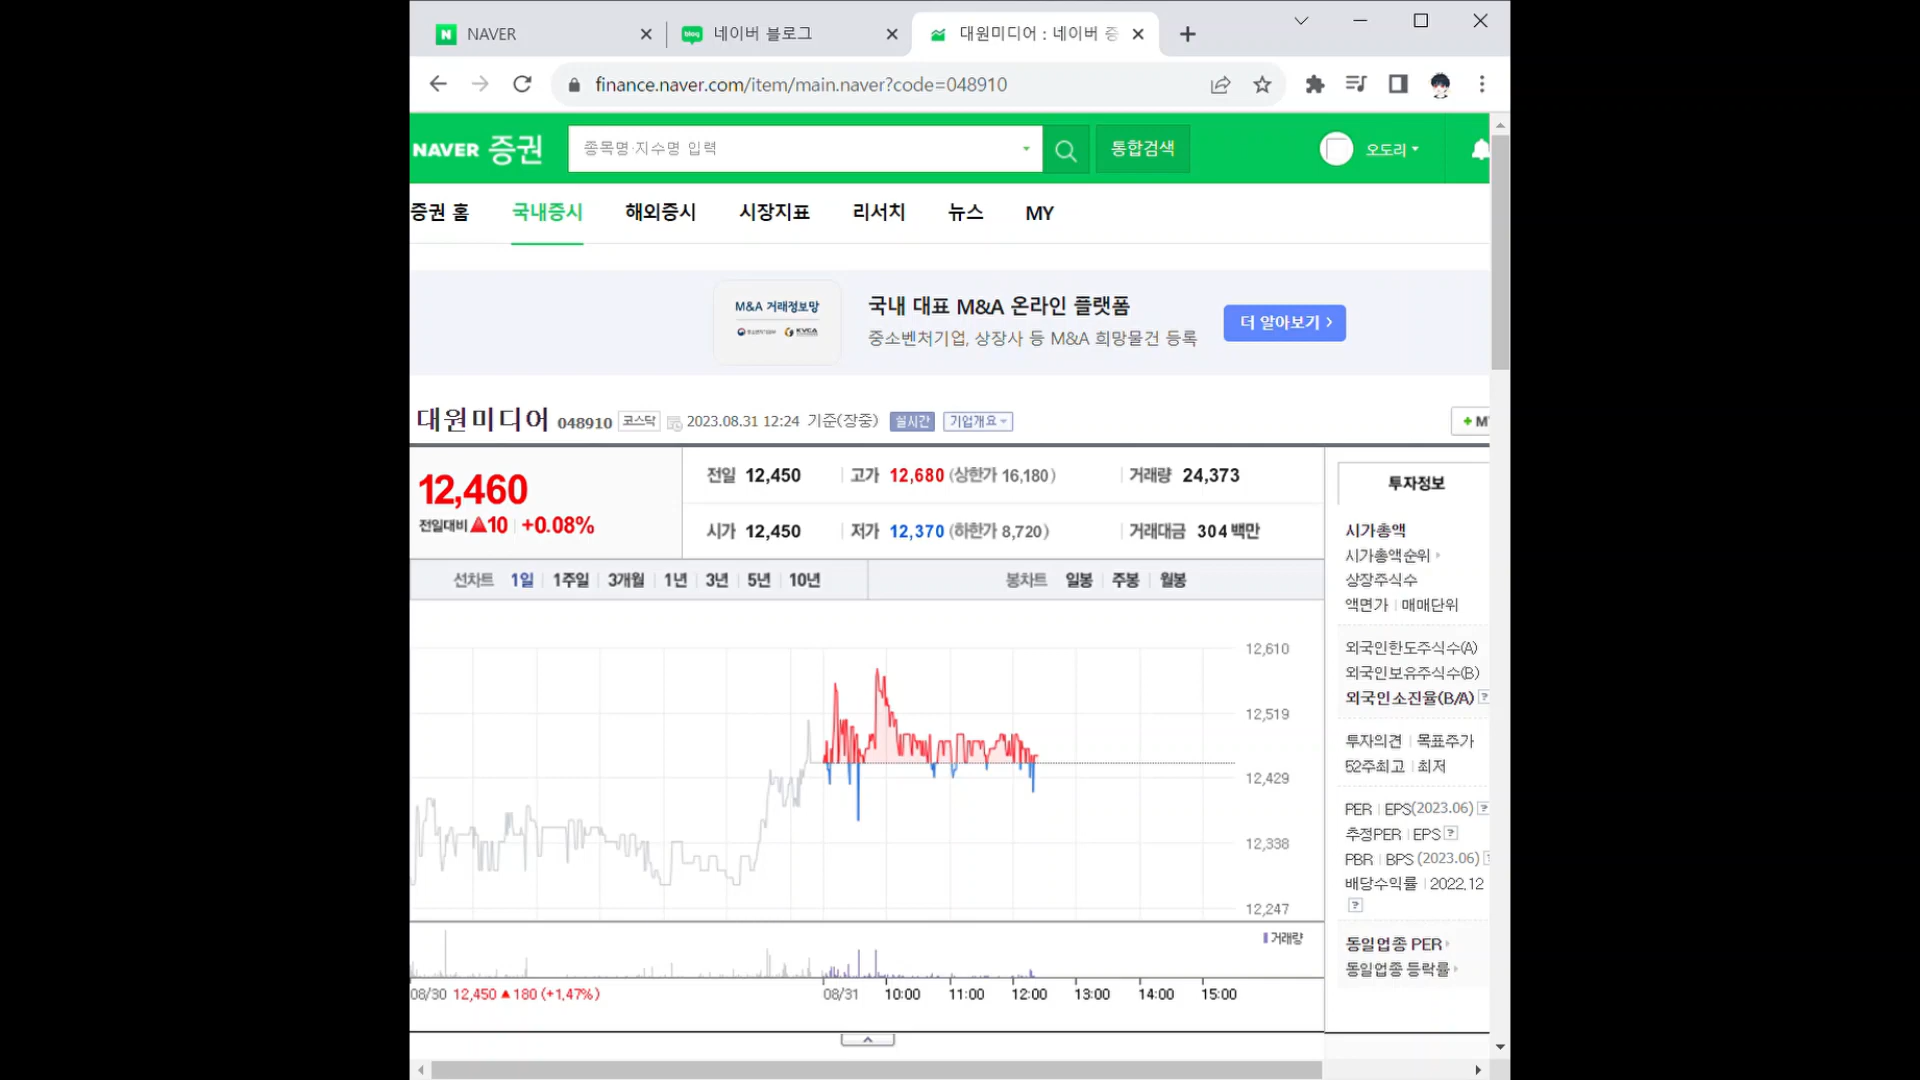 NAVER
네이버 블로그
대원미디어 : 네이버 증
finance.naver.com/item/main.naver?code=048910
NAVER 증권
종목명·지수명 입력
통합검색
오도리
증권 홈 국내증시 해외증시 시장지표 리서치 뉴스 MY
M&A 거래정보망
KVCA
국내 대표 M&A 온라인 플랫폼
중소벤처기업, 상장사 등 M&A 희망물건 등록
더 알아보기
대원미디어 048910 코스닥 2023.08.31 12:24 기준(장중) 실시간 기업개요
+ M
12,460
전일대비 ▲10 +0.08%
전일 12,450 고가 12,680 (상한가 16,180) 거래량 24,373
시가 12,450 저가 12,370 (하한가 8,720) 거래대금 304 백만
선차트 1일 1주일 3개월 1년 3년 5년 10년 봉차트 일봉 주봉 월봉
12,610
12,519
12,429
12,338
12,247
거래량
08/30 12,450 ▲180 (+1,47%)
08/31 10:00 11:00 12:00 13:00 14:00 15:00
투자정보
시가총액
시가총액순위
상장주식수
액면가 | 매매단위
외국인한도주식수(A)
외국인보유주식수(B)
외국인소진율(B/A) ?
투자의견 | 목표주가
52주최고 | 최저
PER | EPS(2023.06) ?
추정PER | EPS ?
PBR | BPS (2023.06) ?
배당수익률 | 2022.12
?
동일업종 PER
동일업종 등락률